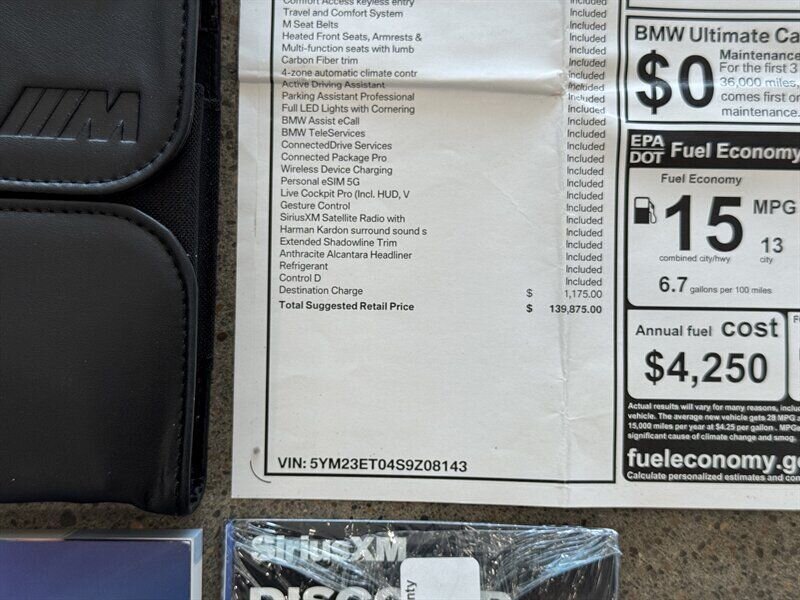 Comfort Access keyless entry Included
Travel and Comfort System Included
M Seat Belts Included
Heated Front Seats, Armrests & Included
Multi-function seats with lumb Included
Carbon Fiber trim Included
4-zone automatic climate contr Included
Active Driving Assistant Included
Parking Assistant Professional Included
Full LED Lights with Cornering Included
BMW Assist eCall Included
BMW TeleServices Included
ConnectedDrive Services Included
Connected Package Pro Included
Wireless Device Charging Included
Personal eSIM 5G Included
Live Cockpit Pro (Incl. HUD, V Included
Gesture Control Included
SiriusXM Satellite Radio with Included
Harman Kardon surround sound s Included
Extended Shadowline Trim Included
Anthracite Alcantara Headliner Included
Refrigerant Included
Control D Included
Destination Charge $ 1,175.00
Total Suggested Retail Price $ 139,875.00
VIN: 5YM23ET04S9Z08143
BMW Ultimate Ca
$0
Maintenance
For the first 3
36,000 miles,
comes first or
maintenance.
EPA
DOT
Fuel Economy
Fuel Economy
15 MPG
combined city/hwy
13
city
6.7 gallons per 100 miles
Annual fuel cost
$4,250
Actual results will vary for many reasons, inclu
vehicle. The average new vehicle gets 28 MPG a
15,000 miles per year at $4.25 per gallon. MPGe
significant cause of climate change and smog.
fueleconomy.go
Calculate personalized estimates and com
M
SiriusXM
nty